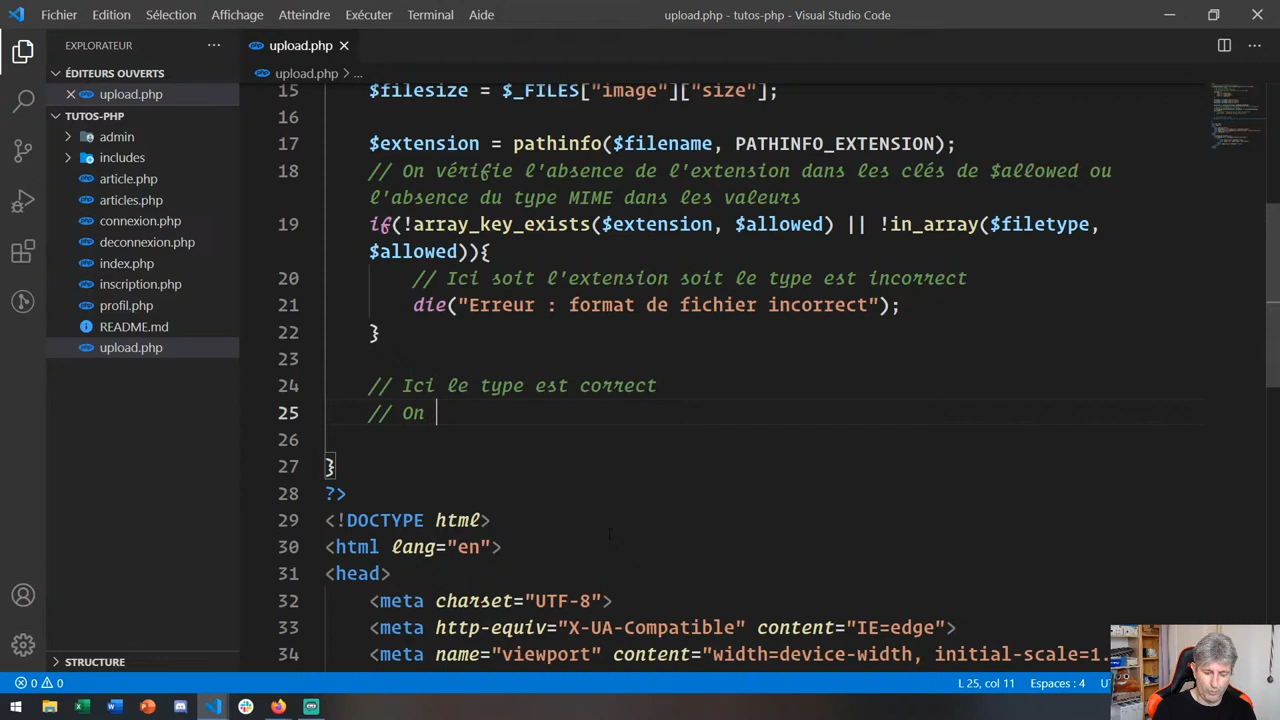 Fichier Edition Sélection Affichage Atteindre Exécuter Terminal Aide
upload.php - tutos-php - Visual Studio Code
EXPLORATEUR
ÉDITEURS OUVERTS
upload.php
TUTOS-PHP
admin
includes
article.php
articles.php
connexion.php
deconnexion.php
index.php
inscription.php
profil.php
README.md
upload.php
STRUCTURE
upload.php
upload.php > ...
15 $filesize = $_FILES["image"]["size"];
16
17 $extension = pathinfo($filename, PATHINFO_EXTENSION);
18 // On vérifie l'absence de l'extension dans les clés de $allowed ou
l'absence du type MIME dans les valeurs
19 if(!array_key_exists($extension, $allowed) || !in_array($filetype,
$allowed)){
20 // Ici soit l'extension soit le type est incorrect
21 die("Erreur : format de fichier incorrect");
22 }
23
24 // Ici le type est correct
25 // On
26
27 }
28 ?>
29 <!DOCTYPE html>
30 <html lang="en">
31 <head>
32 <meta charset="UTF-8">
33 <meta http-equiv="X-UA-Compatible" content="IE=edge">
34 <meta name="viewport" content="width=device-width, initial-scale=1.
0 0
L 25, col 11 Espaces : 4